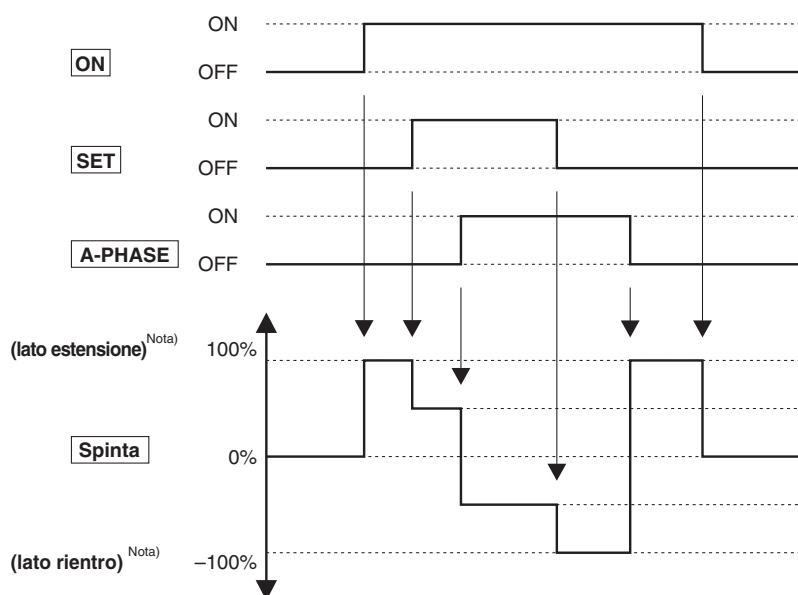 ON
ON
OFF
ON
SET
OFF
ON
A-PHASE
OFF
(lato estensione) Nota)
100%
Spinta
0%
(lato rientro) Nota)
–100%